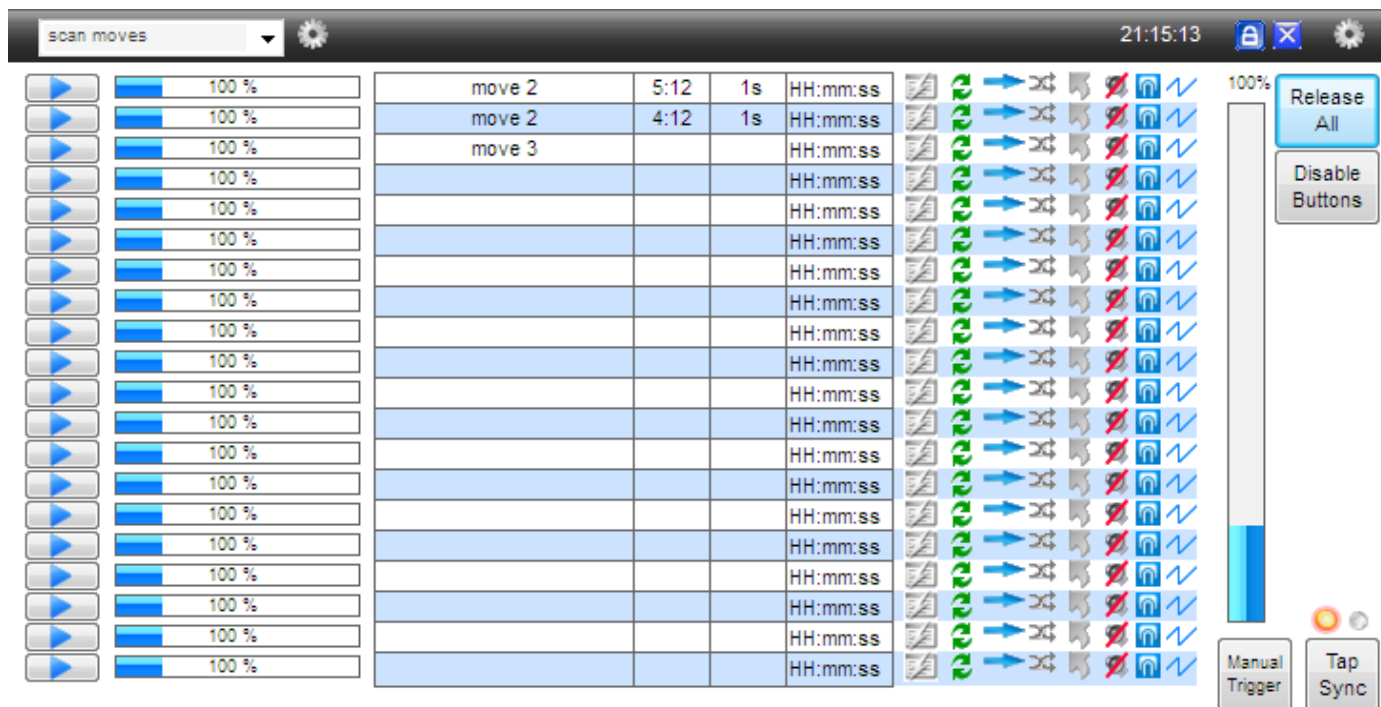 scan moves 21:15:13
100 % move 2 5:12 1s HH:mm:ss 100% Release
100 % move 2 4:12 1s HH:mm:ss All
100 % move 3 HH:mm:ss
100 % HH:mm:ss Disable
100 % HH:mm:ss Buttons
100 % HH:mm:ss
100 % HH:mm:ss
100 % HH:mm:ss
100 % HH:mm:ss
100 % HH:mm:ss
100 % HH:mm:ss
100 % HH:mm:ss
100 % HH:mm:ss
100 % HH:mm:ss
100 % HH:mm:ss
100 % HH:mm:ss
100 % HH:mm:ss
100 % HH:mm:ss
100 % HH:mm:ss
100 % HH:mm:ss Manual Tap
Trigger Sync